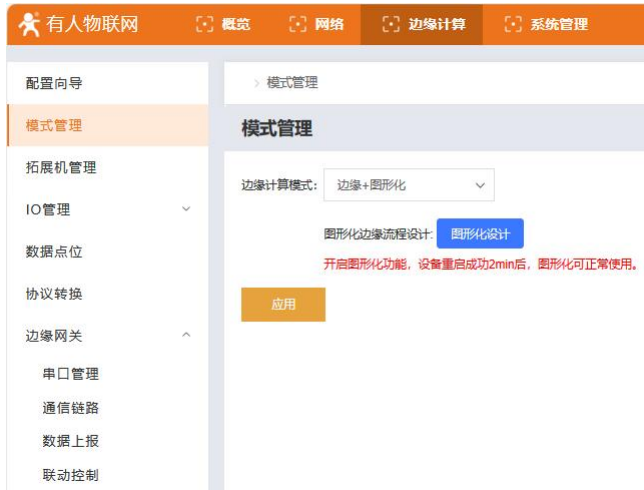 有人物联网 概览 网络 边缘计算 系统管理
配置向导
模式管理
拓展机管理
IO管理
数据点位
协议转换
边缘网关
串口管理
通信链路
数据上报
联动控制
模式管理
模式管理
边缘计算模式： 边缘+图形化
图形化边缘流程设计: 图形化设计
开启图形化功能，设备重启成功2min后，图形化可正常使用。
应用